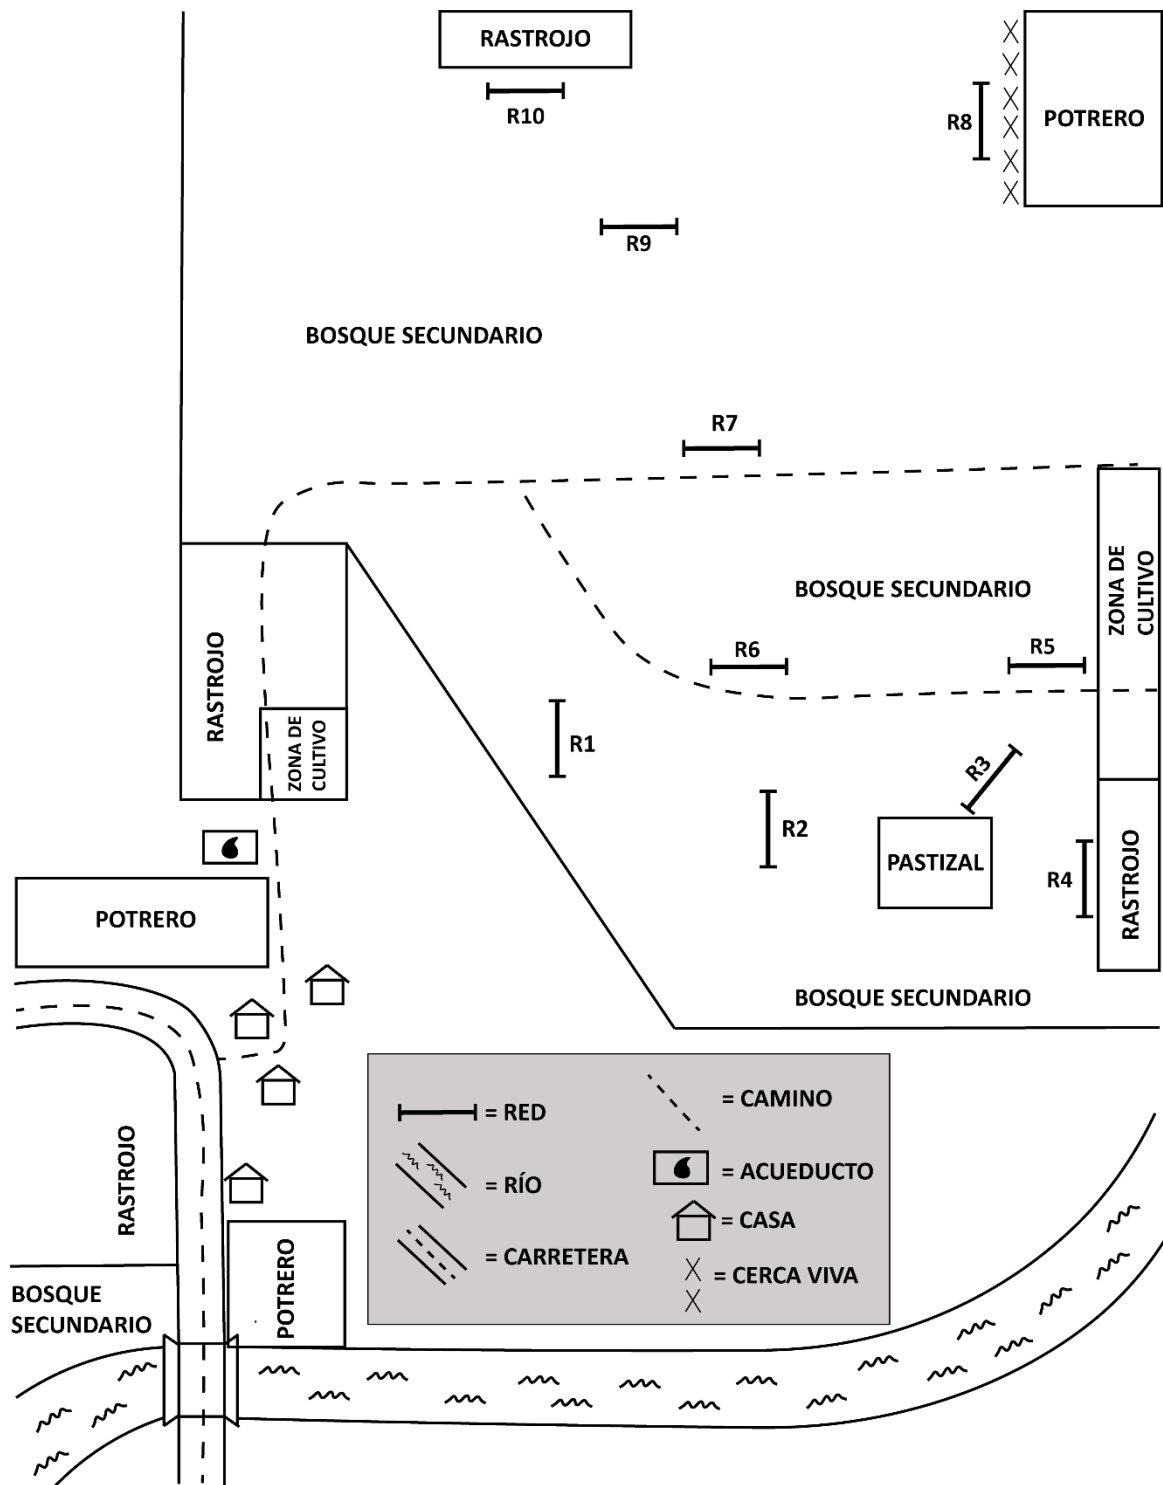 RASTROJO
R10
R8
POTRERO
R9
BOSQUE SECUNDARIO
R7
ZONA DE
CULTIVO
BOSQUE SECUNDARIO
R6
R5
RASTROJO
ZONA DE
CULTIVO
R1
R3
R2
PASTIZAL
R4
RASTROJO
POTRERO
BOSQUE SECUNDARIO
= RED
= CAMINO
RASTROJO
= RÍO
= ACUEDUCTO
= CASA
= CARRETERA
= CERCA VIVA
POTRERO
BOSQUE
SECUNDARIO